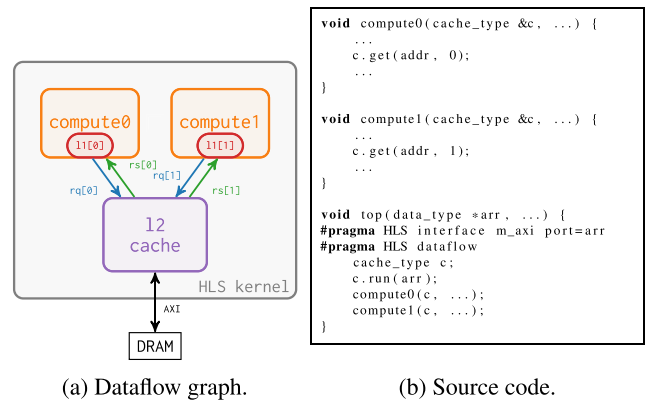 compute0
compute1
l1[0]
l1[1]
rq[0]
rs[0]
rq[1]
rs[1]
l2
cache
HLS kernel
AXI
DRAM
(a) Dataflow graph.
void compute0(cache_type &c, ...) {
...
c.get(addr, 0);
...
}
void compute1(cache_type &c, ...) {
...
c.get(addr, 1);
...
}
void top(data_type *arr, ...) {
#pragma HLS interface m_axi port=arr
#pragma HLS dataflow
cache_type c;
c.run(arr);
compute0(c, ...);
compute1(c, ...);
}
(b) Source code.